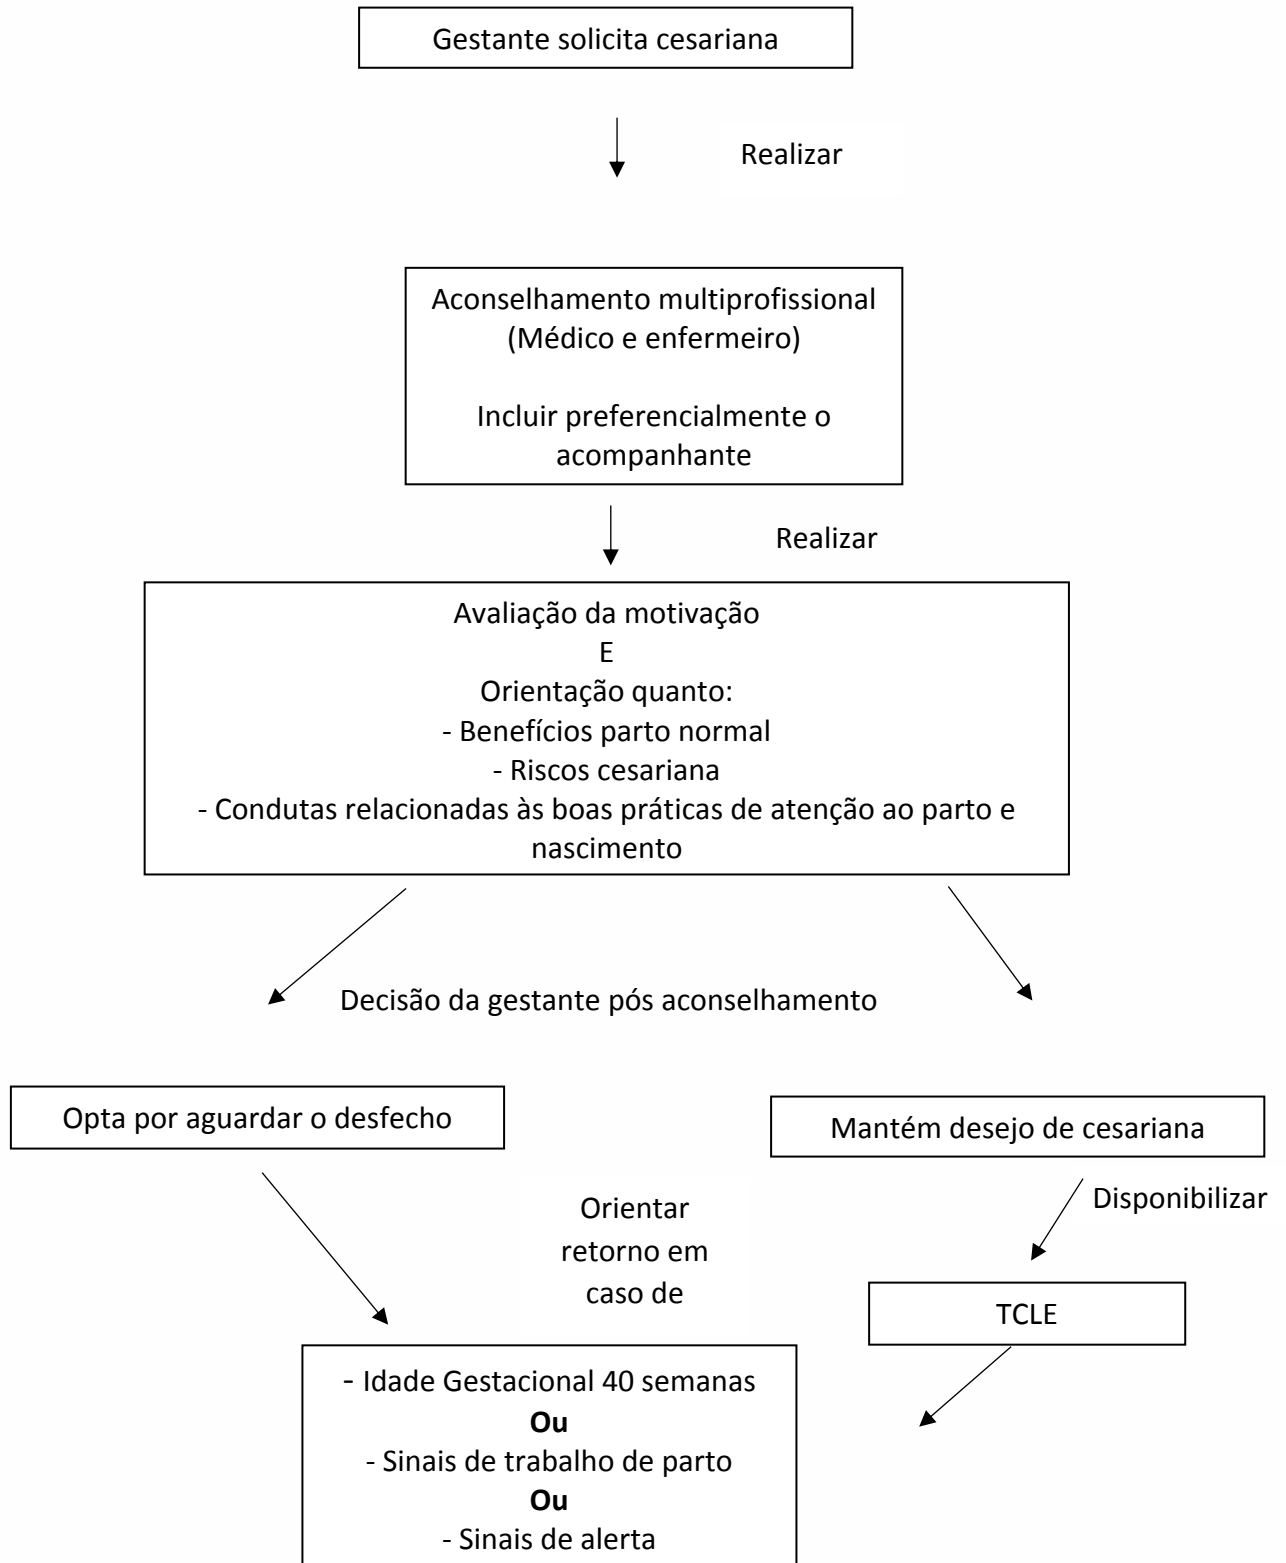 Gestante solicita cesariana
Realizar
Aconselhamento multiprofissional
(Médico e enfermeiro)
Incluir preferencialmente o
acompanhante
Realizar
Avaliação da motivação
E
Orientação quanto:
- Benefícios parto normal
- Riscos cesariana
- Condutas relacionadas às boas práticas de atenção ao parto e
nascimento
Decisão da gestante pós aconselhamento
Opta por aguardar o desfecho
Mantém desejo de cesariana
Disponibilizar
Orientar
retorno em
caso de
TCLE
- Idade Gestacional 40 semanas
Ou
- Sinais de trabalho de parto
Ou
- Sinais de alerta